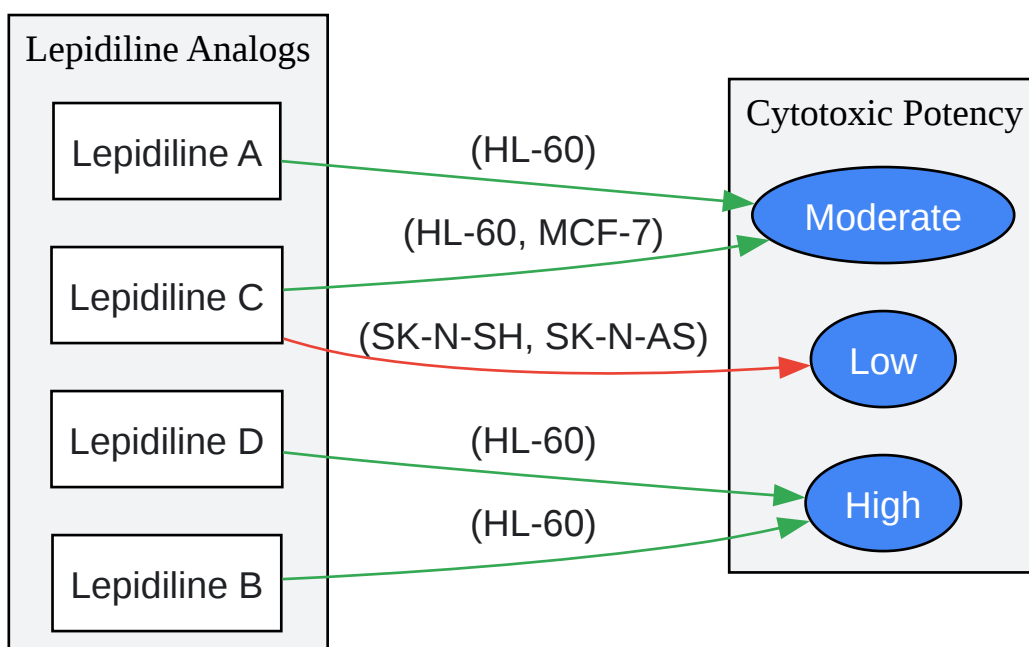 Lepidiline Analogs
Lepidiline A
Lepidiline C
Lepidiline D
Lepidiline B
(HL-60)
(HL-60, MCF-7)
(SK-N-SH, SK-N-AS)
(HL-60)
(HL-60)
Cytotoxic Potency
Moderate
Low
High